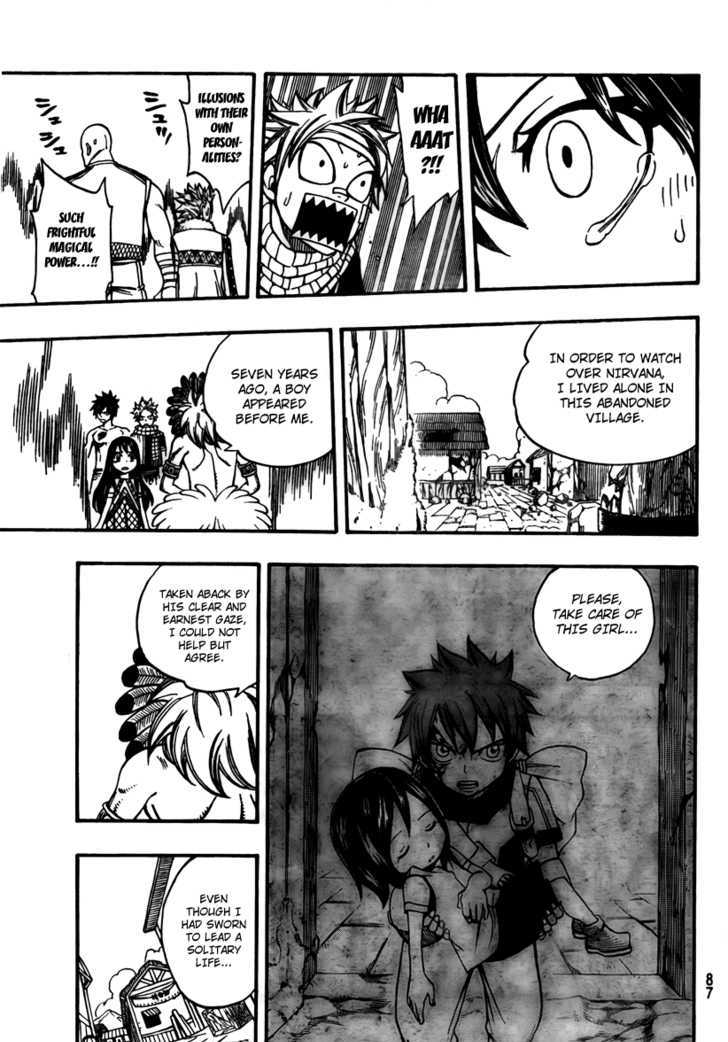 WHA
AAAT
?!!
ILLUSIONS
WITH THEIR
OWN
PERSON-
ALITIES?
SUCH
FRIGHTFUL
MAGICAL
POWER...!!
IN ORDER TO WATCH
OVER NIRVANA,
I LIVED ALONE IN
THIS ABANDONED
VILLAGE.
SEVEN YEARS
AGO, A BOY
APPEARED
BEFORE ME.
PLEASE,
TAKE CARE OF
THIS GIRL...
TAKEN ABACK BY
HIS CLEAR AND
EARNEST GAZE,
I COULD NOT
HELP BUT
AGREE.
EVEN
THOUGH I
HAD SWORN
TO LEAD A
SOLITARY
LIFE...
87